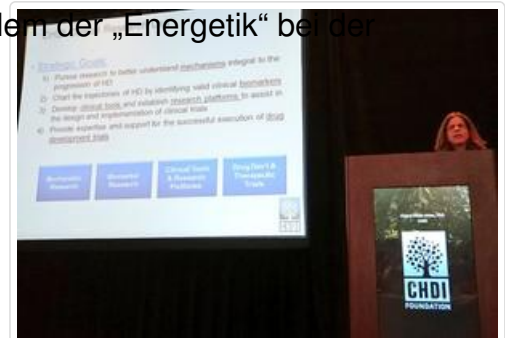 lem der „Energetik“ bei der
Strategic Goals:
1) Pursue research to better understand mechanisms integral to the
progression of HD
2) Chart the trajectories of HD by identifying valid clinical biomarkers
3) Develop clinical tools and establish research platforms to assist in
the design and implementation of clinical trials
4) Provide expertise and support for the successful execution of drug
development trials
Biomarker
Research
Clinical Tools
& Research
Platforms
Drug Dev't &
Therapeutic
Trials
CHDI
CHDI
FOUNDATION